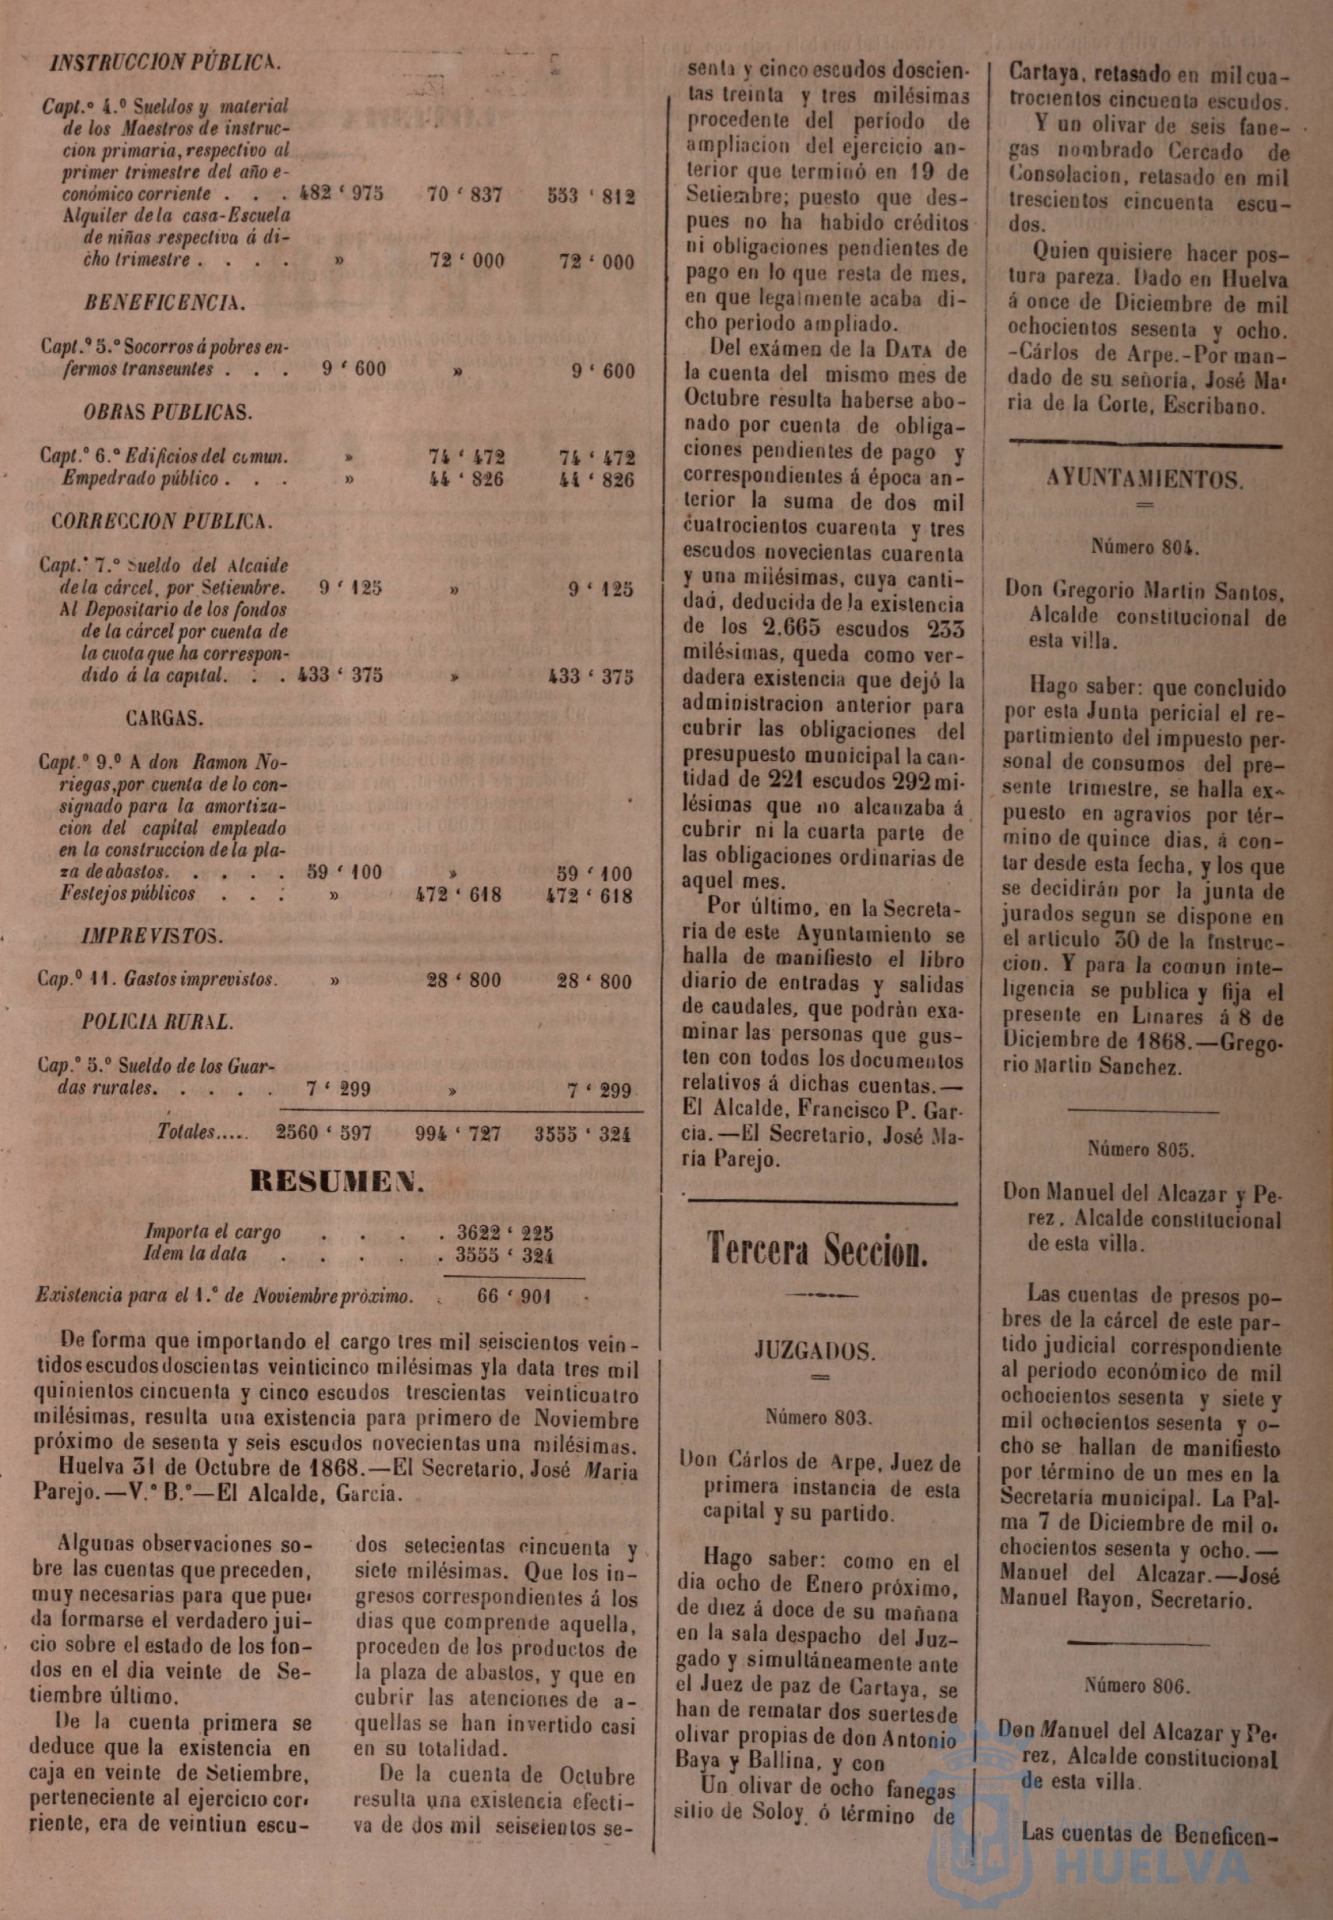 INSTRUCCION PÚBLICA.
Capt.º 4.º Sueldos y material
de los Maestros de instruc-
cion primaria, respectivo al
primer trimestre del año e-
conómico corriente . . . 482 ‘ 975 70 ‘ 837 553 ‘ 812
Alquiler de la casa-Escuela
de niñas respectiva á di-
cho trimestre . . . . » 72 ‘ 000 72 ‘ 000
BENEFICENCIA.
Capt.º 5.º Socorros á pobres en-
fermos transeuntes . . . 9 ‘ 600 » 9 ‘ 600
OBRAS PUBLICAS.
Capt.º 6.º Edificios del comun. » 74 ‘ 472 74 ‘ 472
Empedrado público . . . » 44 ‘ 826 44 ‘ 826
CORRECCION PUBLICA.
Capt.º 7.º Sueldo del Alcaide
de la cárcel, por Setiembre. 9 ‘ 125 » 9 ‘ 125
Al Depositario de los fondos
de la cárcel por cuenta de
la cuota que ha correspon-
dido á la capital. . . 433 ‘ 375 » 433 ‘ 375
CARGAS.
Capt.º 9.º A don Ramon No-
riegas, por cuenta de lo con-
signado para la amortiza-
cion del capital empleado
en la construccion de la pla-
za de abastos. . . . . 59 ‘ 100 » 59 ‘ 100
Festejos públicos . . : » 472 ‘ 618 472 ‘ 618
IMPREVISTOS.
Cap.º 11. Gastos imprevistos. » 28 ‘ 800 28 ‘ 800
POLICIA RURAL.
Cap.º 5.º Sueldo de los Guar-
das rurales. . . . . 7 ‘ 299 » 7 ‘ 299
Totales..... 2560 ‘ 597 994 ‘ 727 3555 ‘ 324
RESUMEN.
Importa el cargo . . . . 3622 ‘ 225
Idem la data . . . . . 3555 ‘ 324
Existencia para el 1.º de Noviembre próximo. . 66 ‘ 901
De forma que importando el cargo tres mil seiscientos vein-
tidos escudos doscientas veinticinco milésimas y la data tres mil
quinientos cincuenta y cinco escudos trescientas veinticuatro
milésimas, resulta una existencia para primero de Noviembre
próximo de sesenta y seis escudos novecientas una milésimas.
Huelva 31 de Octubre de 1868.—El Secretario, José Maria
Parejo.—V.º B.º—El Alcalde, Garcia.
Algunas observaciones so-
bre las cuentas que preceden,
muy necesarias para que pue-
da formarse el verdadero jui-
cio sobre el estado de los fon-
dos en el dia veinte de Se-
tiembre último.
De la cuenta primera se
deduce que la existencia en
caja en veinte de Setiembre,
perteneciente al ejercicio cor-
riente, era de veintiun escu-
dos setecientas cincuenta y
siete milésimas. Que los in-
gresos correspondientes á los
dias que comprende aquella,
proceden de los productos de
la plaza de abastos, y que en
cubrir las atenciones de a-
quellas se han invertido casi
en su totalidad.
De la cuenta de Octubre
resulta una existencia efecti-
va de dos mil seiscientos se-
senta y cinco escudos doscien-
tas treinta y tres milésimas
procedente del período de
ampliacion del ejercicio an-
terior que terminó en 19 de
Setiembre; puesto que des-
pues no ha habido créditos
ni obligaciones pendientes de
pago en lo que resta de mes,
en que legalmente acaba di-
cho periodo ampliado.
Del exámen de la DATA de
la cuenta del mismo mes de
Octubre resulta haberse abo-
nado por cuenta de obliga-
ciones pendientes de pago y
correspondientes á época an-
terior la suma de dos mil
cuatrocientos cuarenta y tres
escudos novecientas cuarenta
y una milésimas, cuya canti-
dad, deducida de la existencia
de los 2.665 escudos 233
milésimas, queda como ver-
dadera existencia que dejó la
administracion anterior para
cubrir las obligaciones del
presupuesto municipal la can-
tidad de 221 escudos 292 mi-
lésimas que no alcanzaba á
cubrir ni la cuarta parte de
las obligaciones ordinarias de
aquel mes.
Por último, en la Secreta-
ria de este Ayuntamiento se
halla de manifiesto el libro
diario de entradas y salidas
de caudales, que podràn exa-
minar las personas que gus-
ten con todos los documentos
relativos á dichas cuentas.—
El Alcalde, Francisco P. Gar-
cia.—El Secretario, José Ma-
ría Parejo.
Tercera Seccion.
JUZGADOS.
Número 803.
Don Cárlos de Arpe, Juez de
primera instancia de esta
capital y su partido.
Hago saber: como en el
dia ocho de Enero próximo,
de diez á doce de su mañana
en la sala despacho del Juz-
gado y simultáneamente ante
el Juez de paz de Cartaya, se
han de rematar dos suertes de
olivar propias de don Antonio
Baya y Ballina, y con
Un olivar de ocho fanegas
sitio de Soloy, ó término de
Cartaya, retasado en mil cua-
trocientos cincuenta escudos.
Y un olivar de seis fane-
gas nombrado Cercado de
Consolacion, retasado en mil
trescientos cincuenta escu-
dos.
Quien quisiere hacer pos-
tura pareza. Dado en Huelva
á once de Diciembre de mil
ochocientos sesenta y ocho.
-Cárlos de Arpe.-Por man-
dado de su señoría, José Ma-
ria de la Corte, Escribano.
AYUNTAMIENTOS.
Número 804.
Don Gregorio Martin Santos,
Alcalde constitucional de
esta villa.
Hago saber: que concluido
por esta Junta pericial el re-
partimiento del impuesto per-
sonal de consumos del pre-
sente trimestre, se halla ex-
puesto en agravios por tér-
mino de quince dias, á con-
tar desde esta fecha, y los que
se decidirán por la junta de
jurados segun se dispone en
el articulo 30 de la Instruc-
cion. Y para la comun inte-
ligencia se publica y fija el
presente en Linares á 8 de
Diciembre de 1868.—Grego-
rio Martin Sanchez.
Número 805.
Don Manuel del Alcazar y Pe-
rez, Alcalde constitucional
de esta villa.
Las cuentas de presos po-
bres de la cárcel de este par-
tido judicial correspondiente
al periodo económico de mil
ochocientos sesenta y siete y
mil ochocientos sesenta y o-
cho se hallan de manifiesto
por término de un mes en la
Secretaría municipal. La Pal-
ma 7 de Diciembre de mil o-
chocientos sesenta y ocho.—
Manuel del Alcazar.—José
Manuel Rayon, Secretario.
Número 806.
Don Manuel del Alcazar y Pe-
rez, Alcalde constitucional
de esta villa.
Las cuentas de Beneficen-
HUELVA